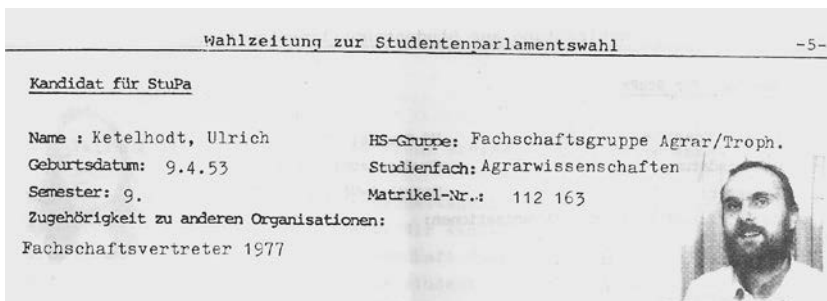 Wahlzeitung zur Studentenparlamentswahl -5-
Kandidat für StuPa
Name : Ketelhodt, Ulrich HS-Gruppe: Fachschaftsgruppe Agrar/Troph.
Geburtsdatum: 9.4.53 Studienfach: Agrarwissenschaften
Semester: 9. Matrikel-Nr.: 112 163
Zugehörigkeit zu anderen Organisationen:
Fachschaftsvertreter 1977